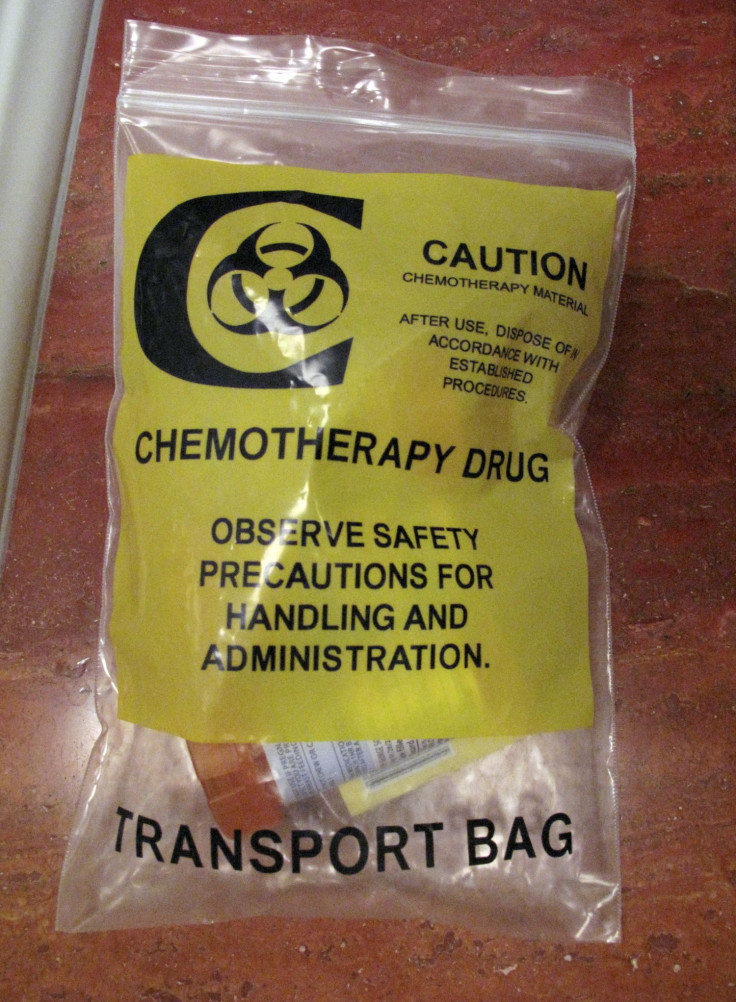 C
CAUTION
CHEMOTHERAPY MATERIAL
AFTER USE, DISPOSE OF IN
ACCORDANCE WITH
ESTABLISHED
PROCEDURES.
CHEMOTHERAPY DRUG
OBSERVE SAFETY
PRECAUTIONS FOR
HANDLING AND
ADMINISTRATION.
TRANSPORT BAG